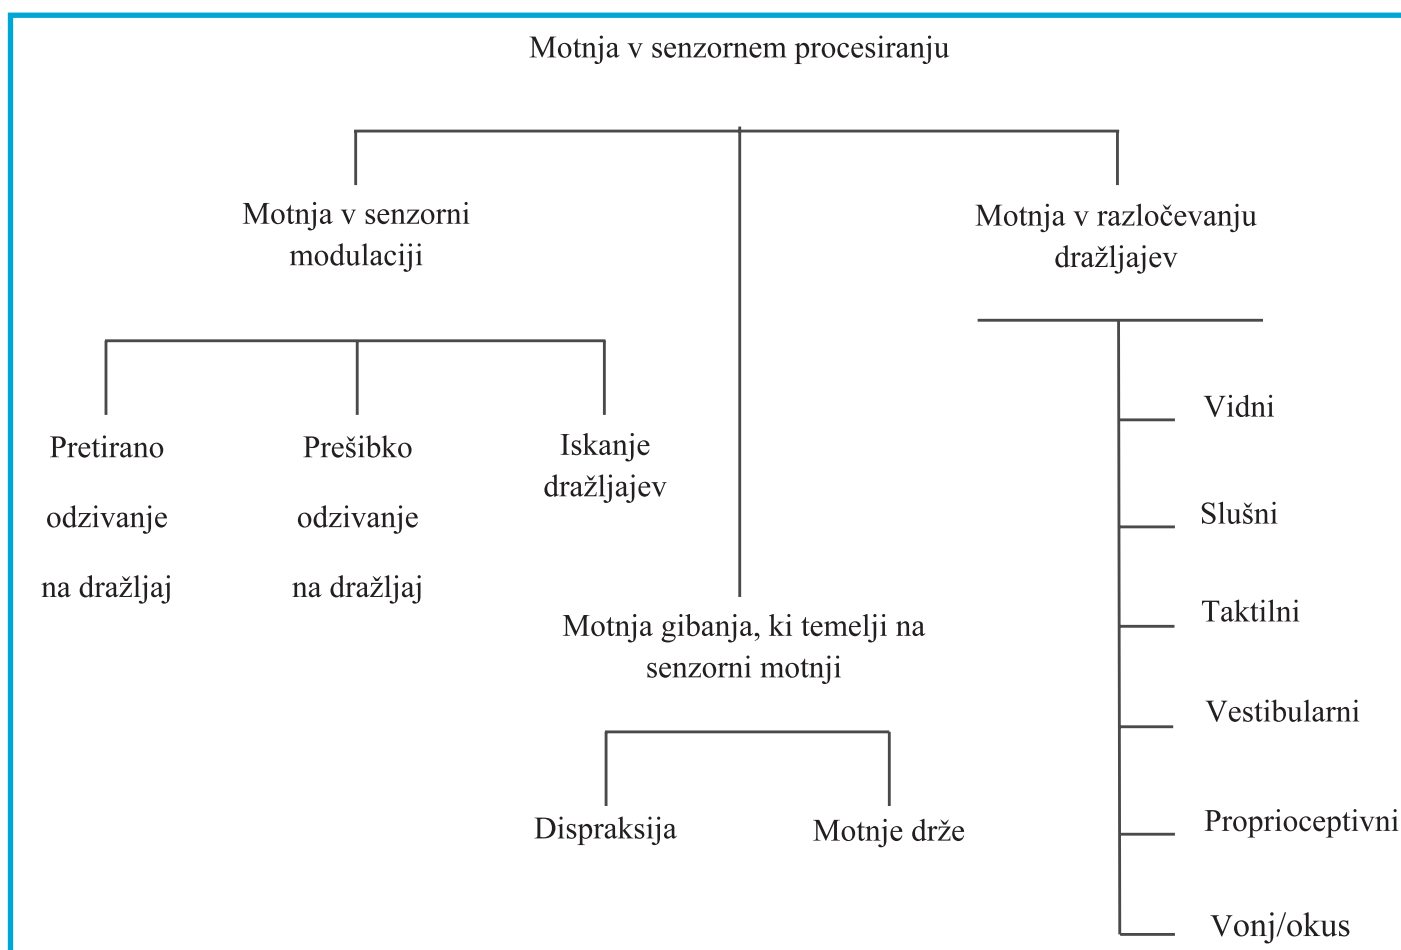 Motnja v senzornem procesiranju
Motnja v senzorni
modulaciji
Motnja v razločevanju
dražljajev
Pretirano
odzivanje
na dražljaj
Prešibko
odzivanje
na dražljaj
Iskanje
dražljajev
Motnja gibanja, ki temelji na
senzorni motnji
Dispraksija
Motnje drže
Vidni
Slušni
Taktilni
Vestibularni
Proprioceptivni
Vonj/okus